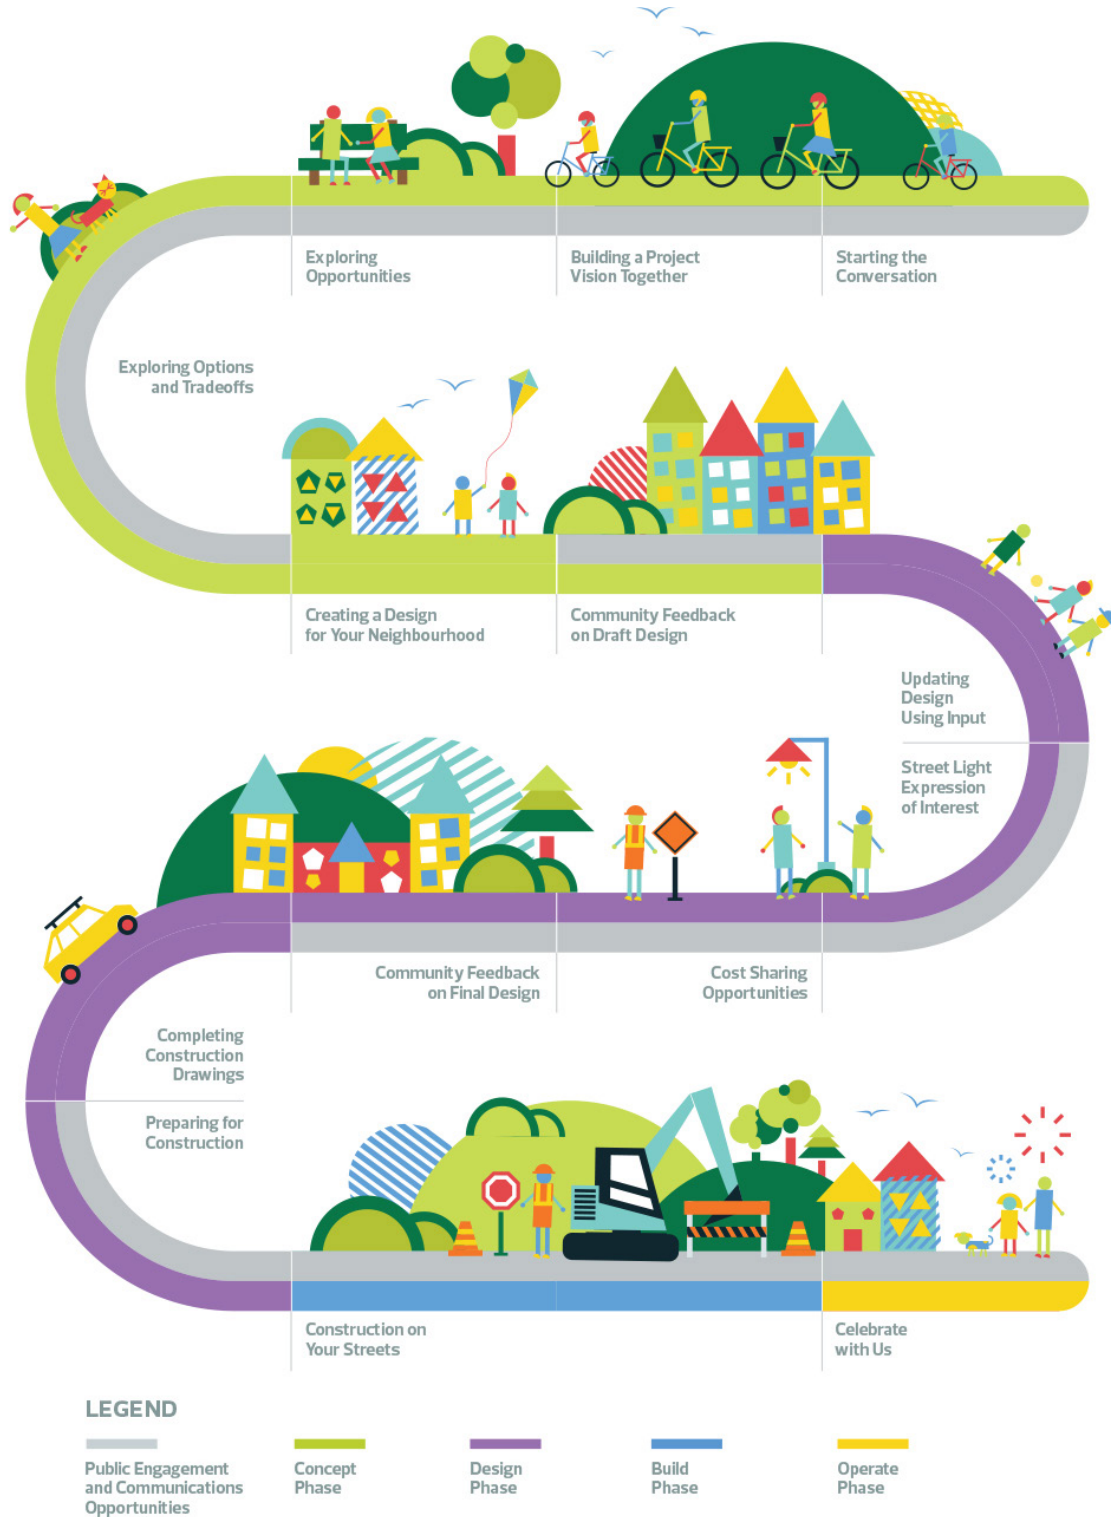 Exploring
Opportunities
Building a Project
Vision Together
Starting the
Conversation
Exploring Options
and Tradeoffs
Creating a Design
for Your Neighbourhood
Community Feedback
on Draft Design
Updating
Design
Using Input
Street Light
Expression
of Interest
Community Feedback
on Final Design
Cost Sharing
Opportunities
Completing
Construction
Drawings
Preparing for
Construction
Construction on
Your Streets
Celebrate
with Us
LEGEND
Public Engagement
and Communications
Opportunities
Concept
Phase
Design
Phase
Build
Phase
Operate
Phase